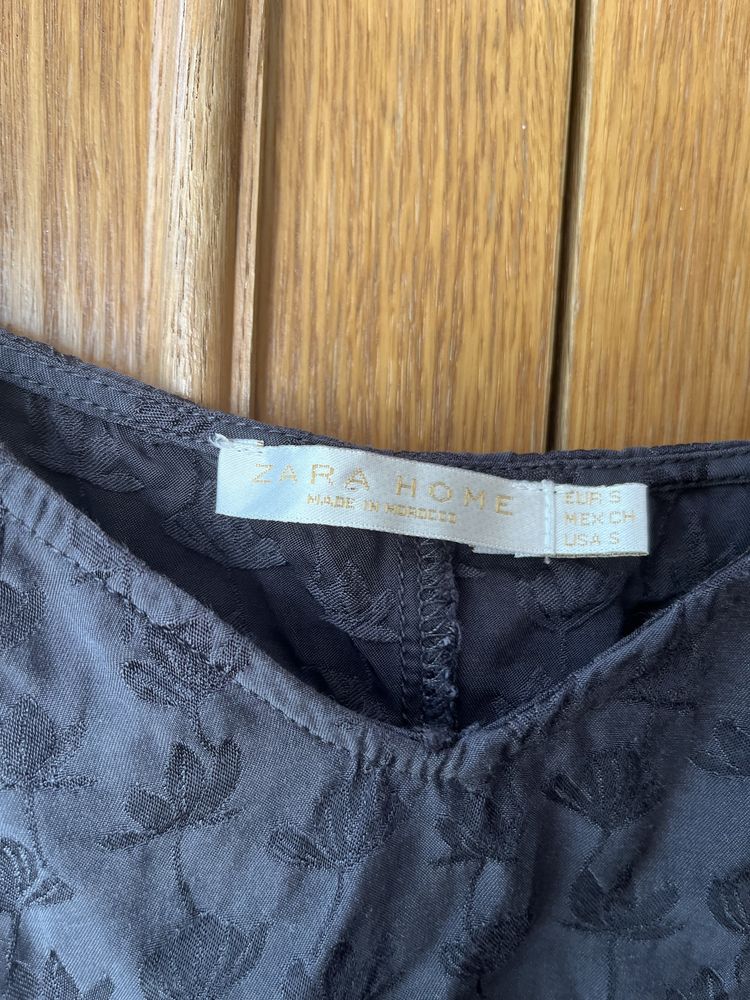 ZARA HOME
MADE IN MOROCCO
EUR S
MEX CH
USA S